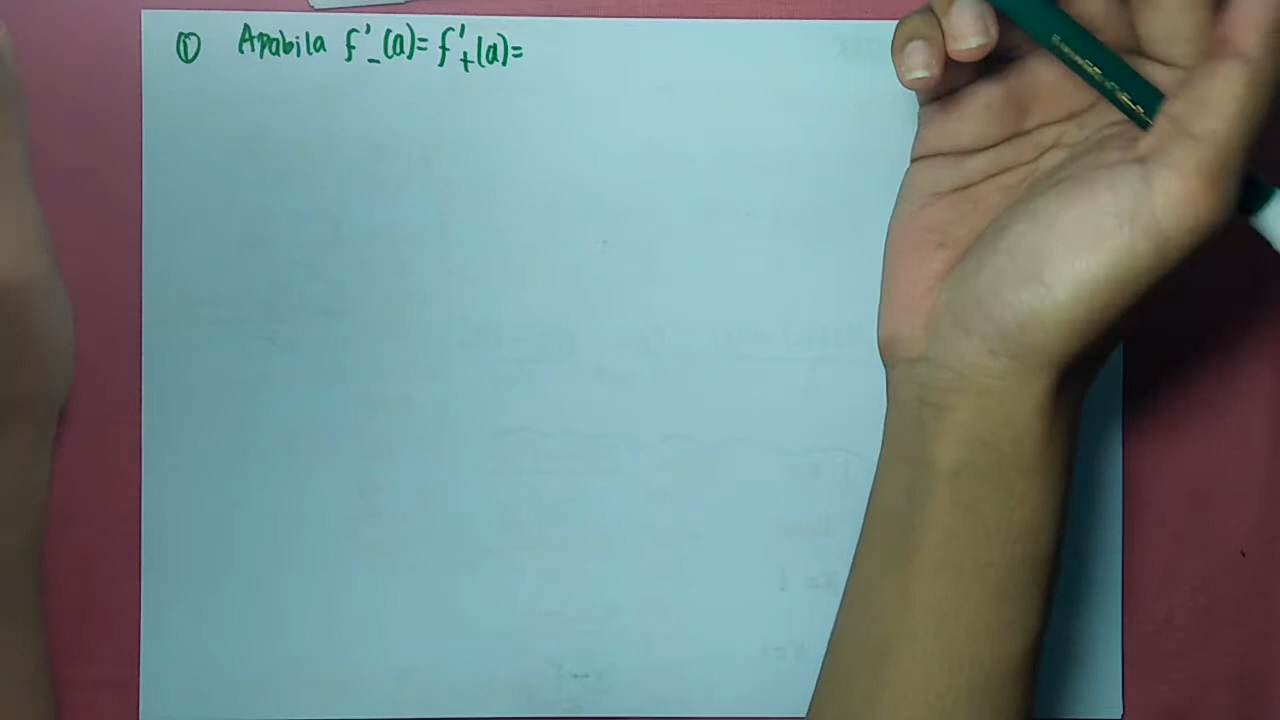 ① Apabila f'₋(a) = f'₊(a) =